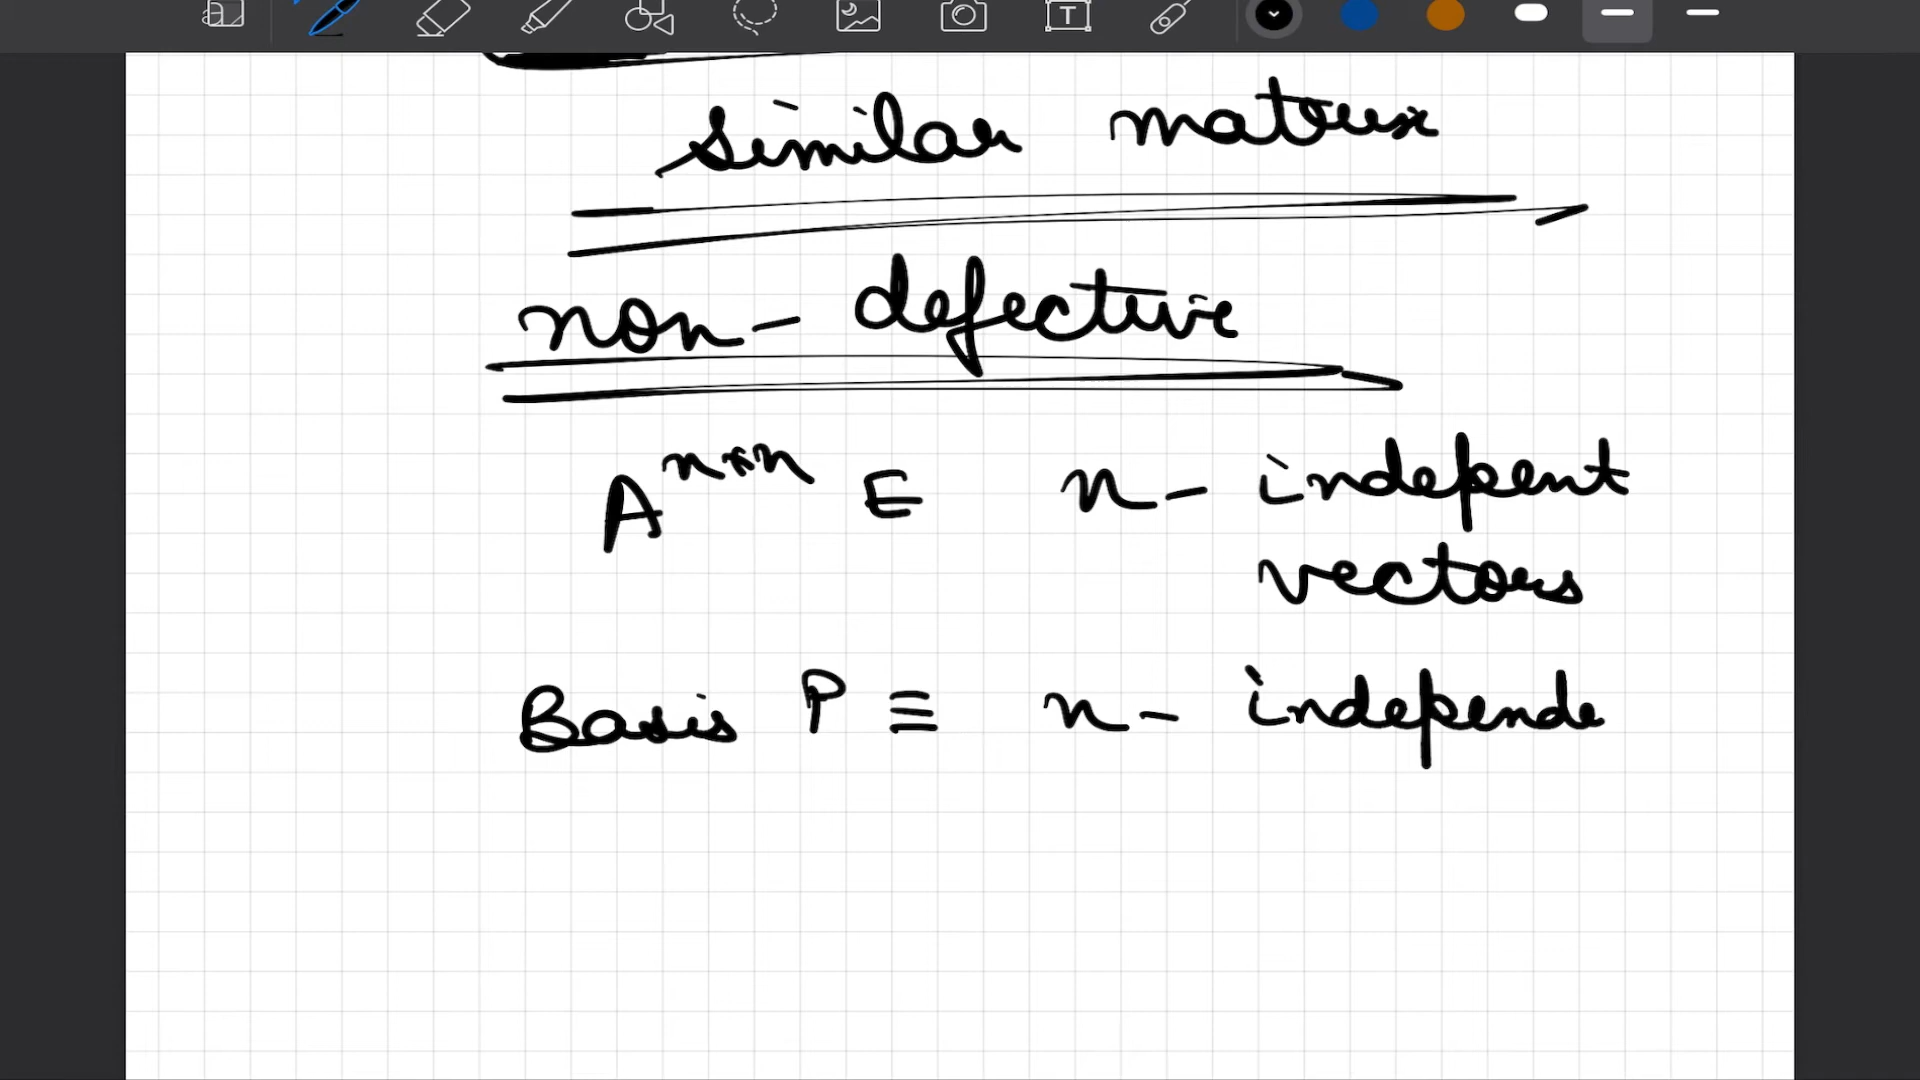 similar matrix
non- defective
A^n×n E n- indepent
vectors
Basis P ≡ n- independe